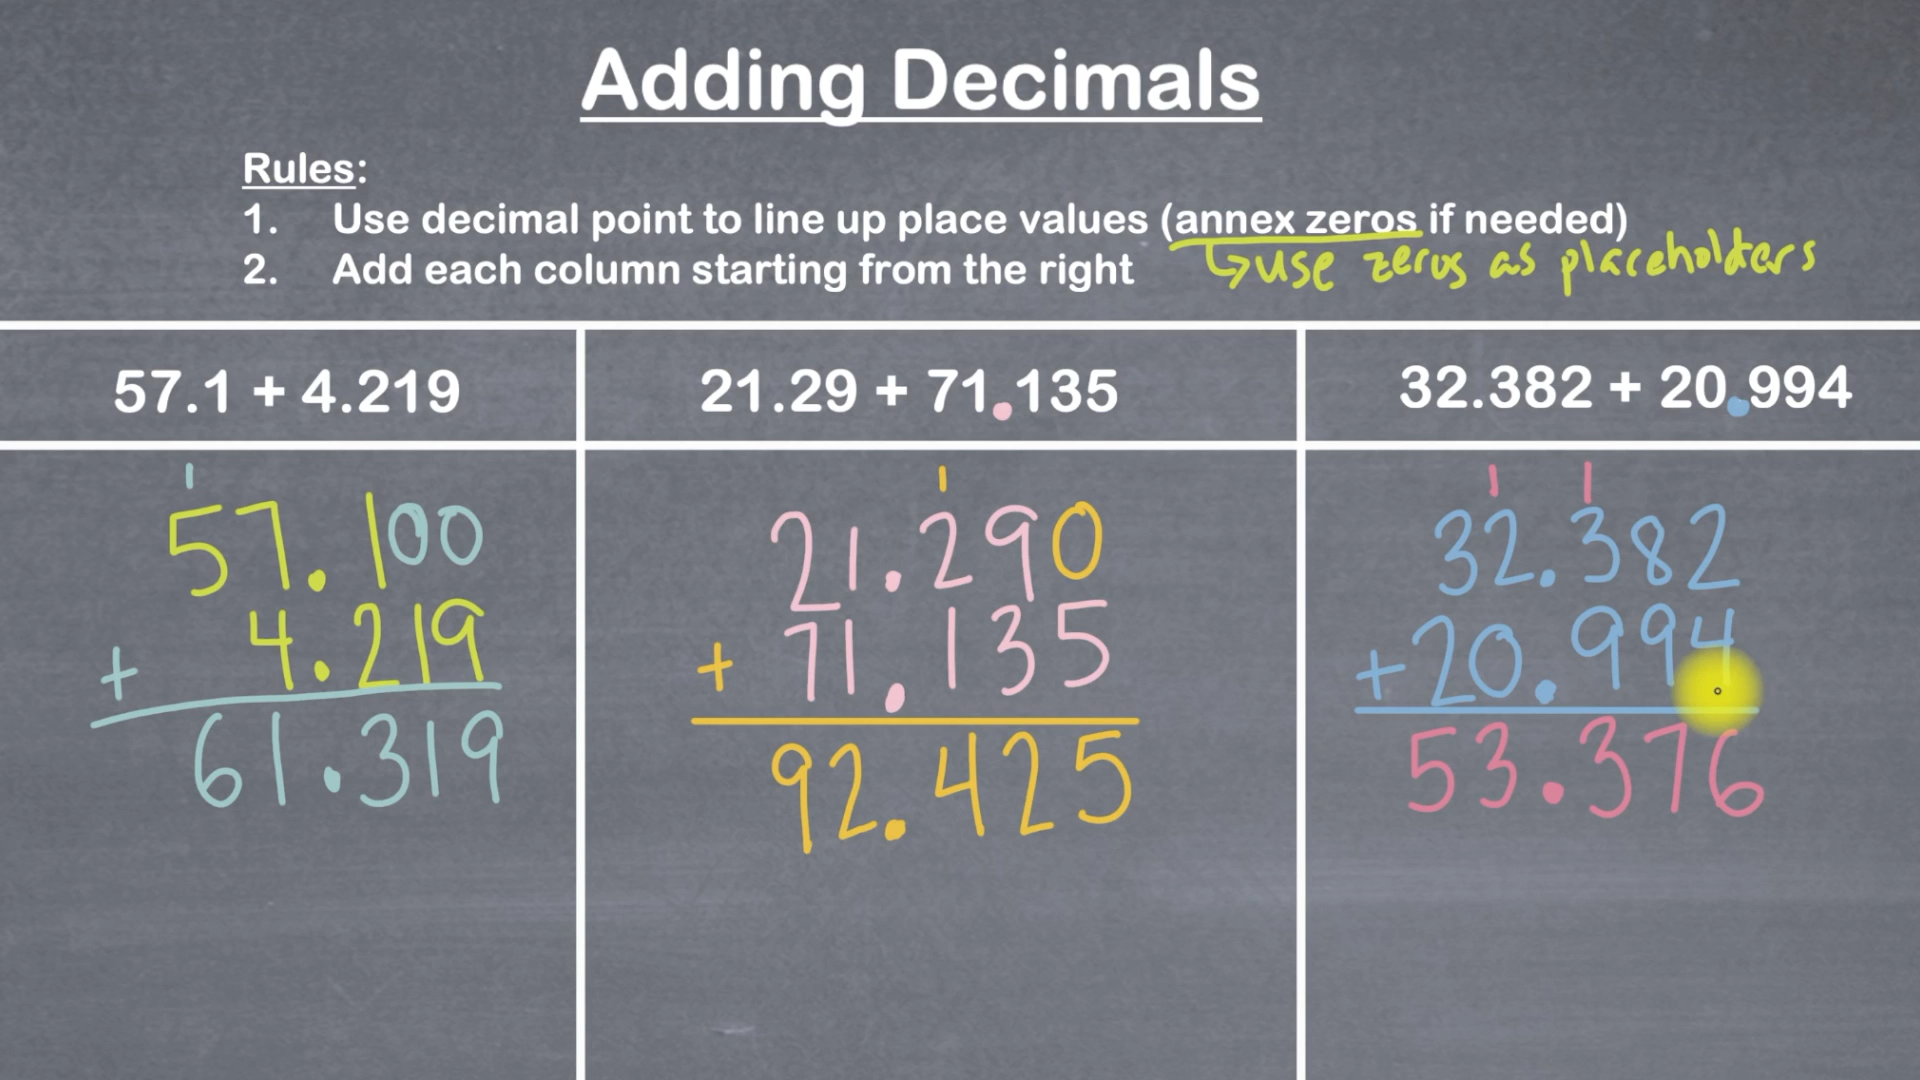 Adding Decimals
Rules:
1. Use decimal point to line up place values (annex zeros if needed)
2. Add each column starting from the right
↳use zeros as placeholders
57.1 + 4.219
21.29 + 71.135
32.382 + 20.994
1
57.100
+ 4.219
61.319
1
21.290
+ 71.135
92.425
1 1
32.382
+20.994
53.376